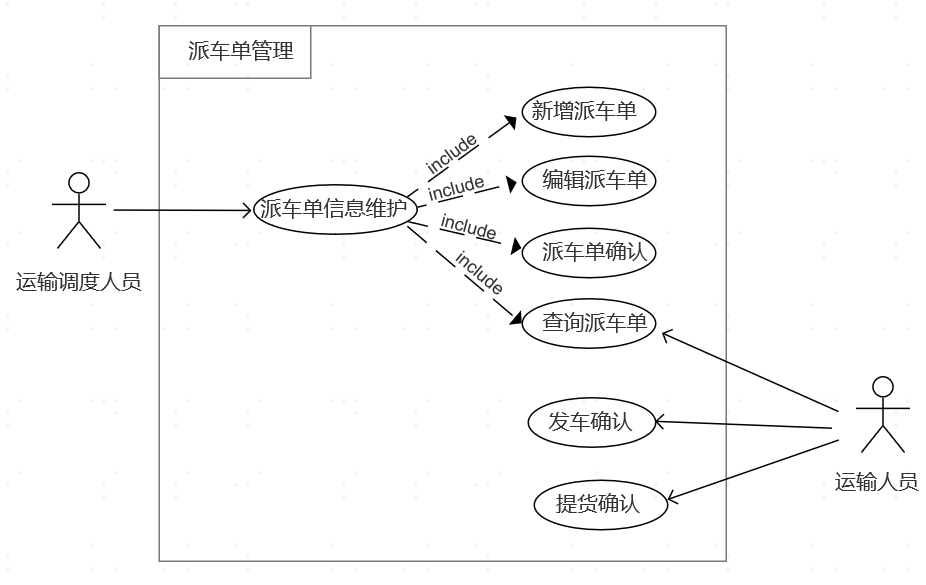 派车单管理
新增派车单
include
编辑派车单
include
派车单信息维护
include
派车单确认
include
运输调度人员
查询派车单
发车确认
运输人员
提货确认